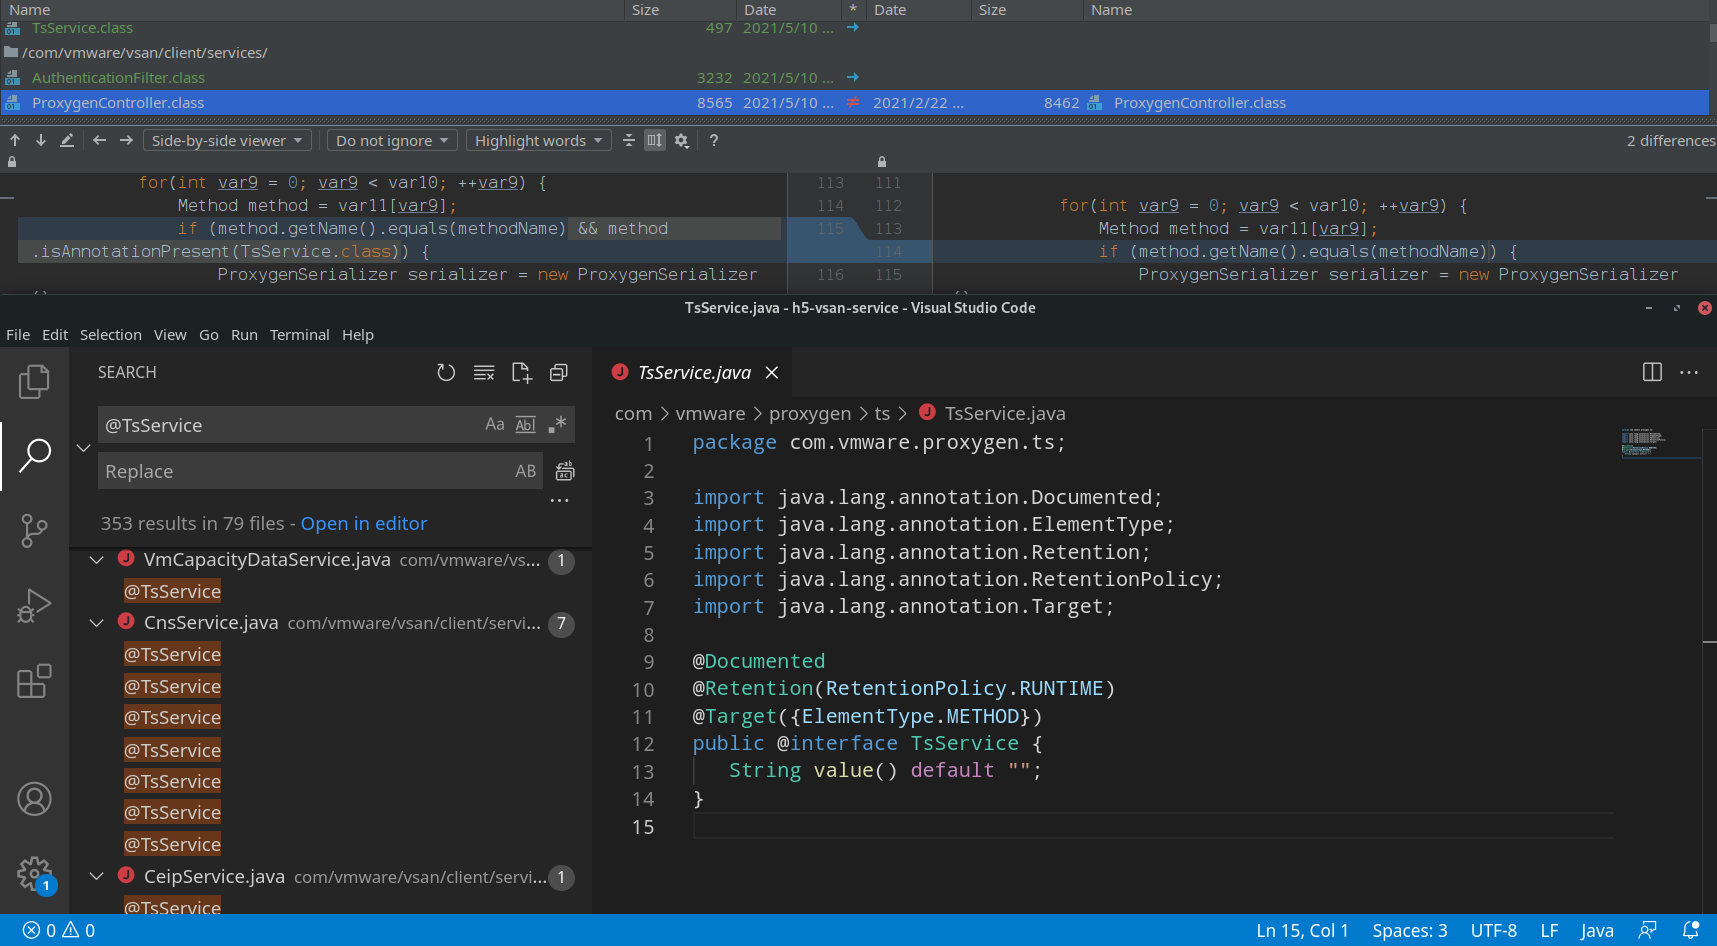 Name Size Date * Date Size Name
TsService.class 497 2021/5/10 ...
/com/vmware/vsan/client/services/
AuthenticationFilter.class 3232 2021/5/10 ...
ProxygenController.class 8565 2021/5/10 ... ≠ 2021/2/22 ... 8462 ProxygenController.class
Side-by-side viewer Do not ignore Highlight words ? 2 differences
for(int var9 = 0; var9 < var10; ++var9) { 113 111
Method method = var11[var9]; 114 112 for(int var9 = 0; var9 < var10; ++var9) {
if (method.getName().equals(methodName) && method 115 113 Method method = var11[var9];
.isAnnotationPresent(TsService.class)) { 114 if (method.getName().equals(methodName)) {
ProxygenSerializer serializer = new ProxygenSerializer 116 115 ProxygenSerializer serializer = new ProxygenSerializer
TsService.java - h5-vsan-service - Visual Studio Code
File Edit Selection View Go Run Terminal Help
SEARCH
@TsService Aa Abl .*
Replace AB
...
353 results in 79 files - Open in editor
VmCapacityDataService.java com/vmware/vs... 1
@TsService
CnsService.java com/vmware/vsan/client/servi... 7
@TsService
@TsService
@TsService
@TsService
@TsService
@TsService
@TsService
CeipService.java com/vmware/vsan/client/servi... 1
@TsService
1
TsService.java
com > vmware > proxygen > ts > TsService.java
1 package com.vmware.proxygen.ts;
2
3 import java.lang.annotation.Documented;
4 import java.lang.annotation.ElementType;
5 import java.lang.annotation.Retention;
6 import java.lang.annotation.RetentionPolicy;
7 import java.lang.annotation.Target;
8
9 @Documented
10 @Retention(RetentionPolicy.RUNTIME)
11 @Target({ElementType.METHOD})
12 public @interface TsService {
13 String value() default "";
14 }
15
0 0 Ln 15, Col 1 Spaces: 3 UTF-8 LF Java